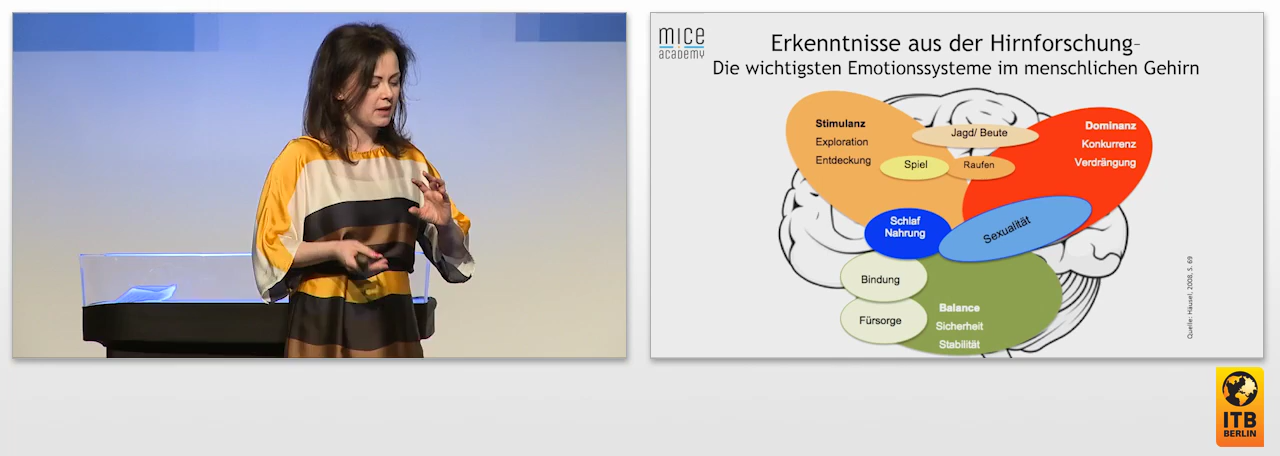 mice
academy
Erkenntnisse aus der Hirnforschung–
Die wichtigsten Emotionssysteme im menschlichen Gehirn
Stimulanz
Exploration
Entdeckung
Jagd/ Beute
Spiel
Raufen
Dominanz
Konkurrenz
Verdrängung
Schlaf
Nahrung
Sexualität
Bindung
Fürsorge
Balance
Sicherheit
Stabilität
Quelle: Häusel, 2008, S. 69
ITB
BERLIN